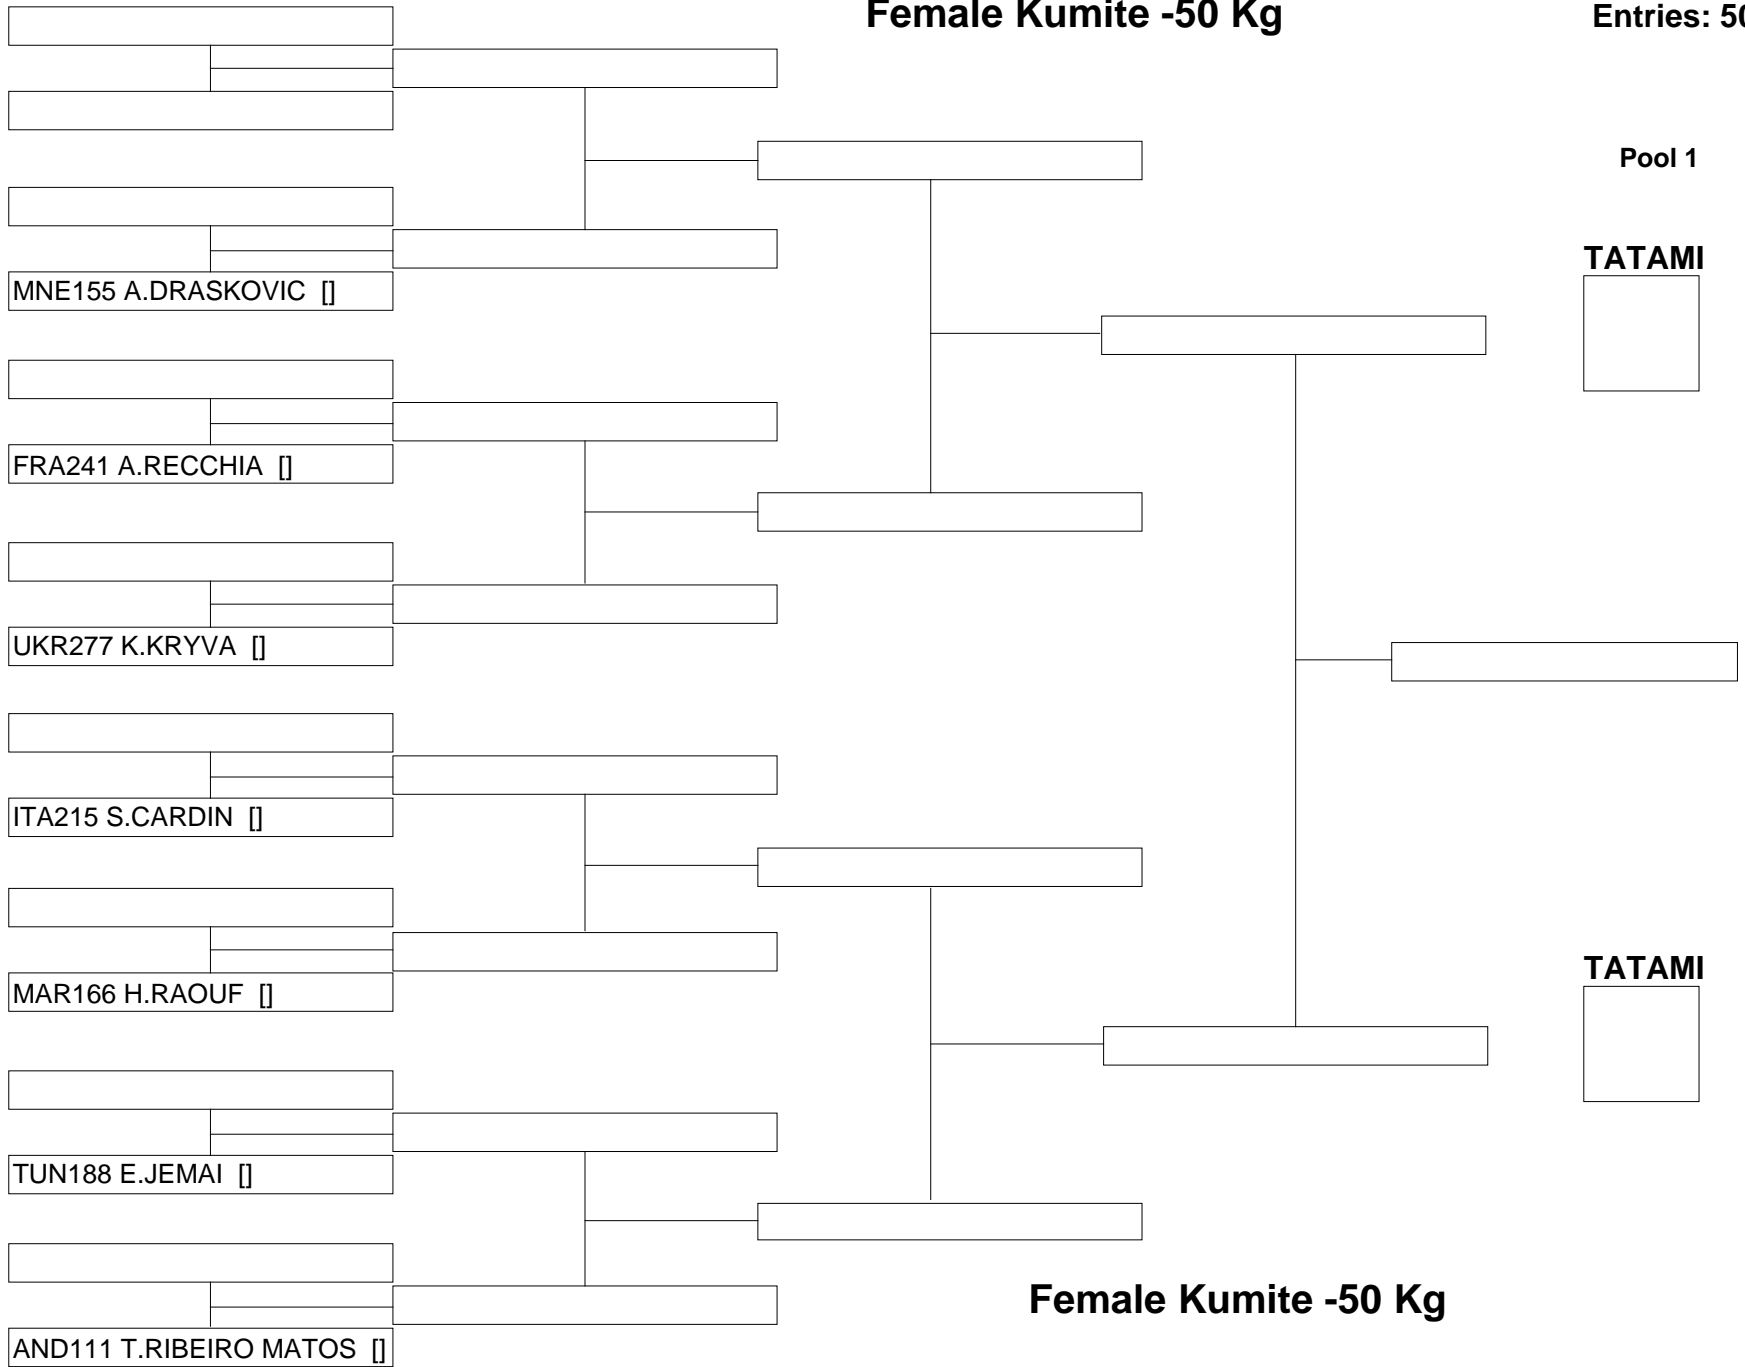 Female Kumite -50 Kg
Entries: 50
Pool 1
TATAMI
MNE155 A.DRASKOVIC []
FRA241 A.RECCHIA []
UKR277 K.KRYVA []
ITA215 S.CARDIN []
TATAMI
MAR166 H.RAOUF []
TUN188 E.JEMAI []
Female Kumite -50 Kg
AND111 T.RIBEIRO MATOS []